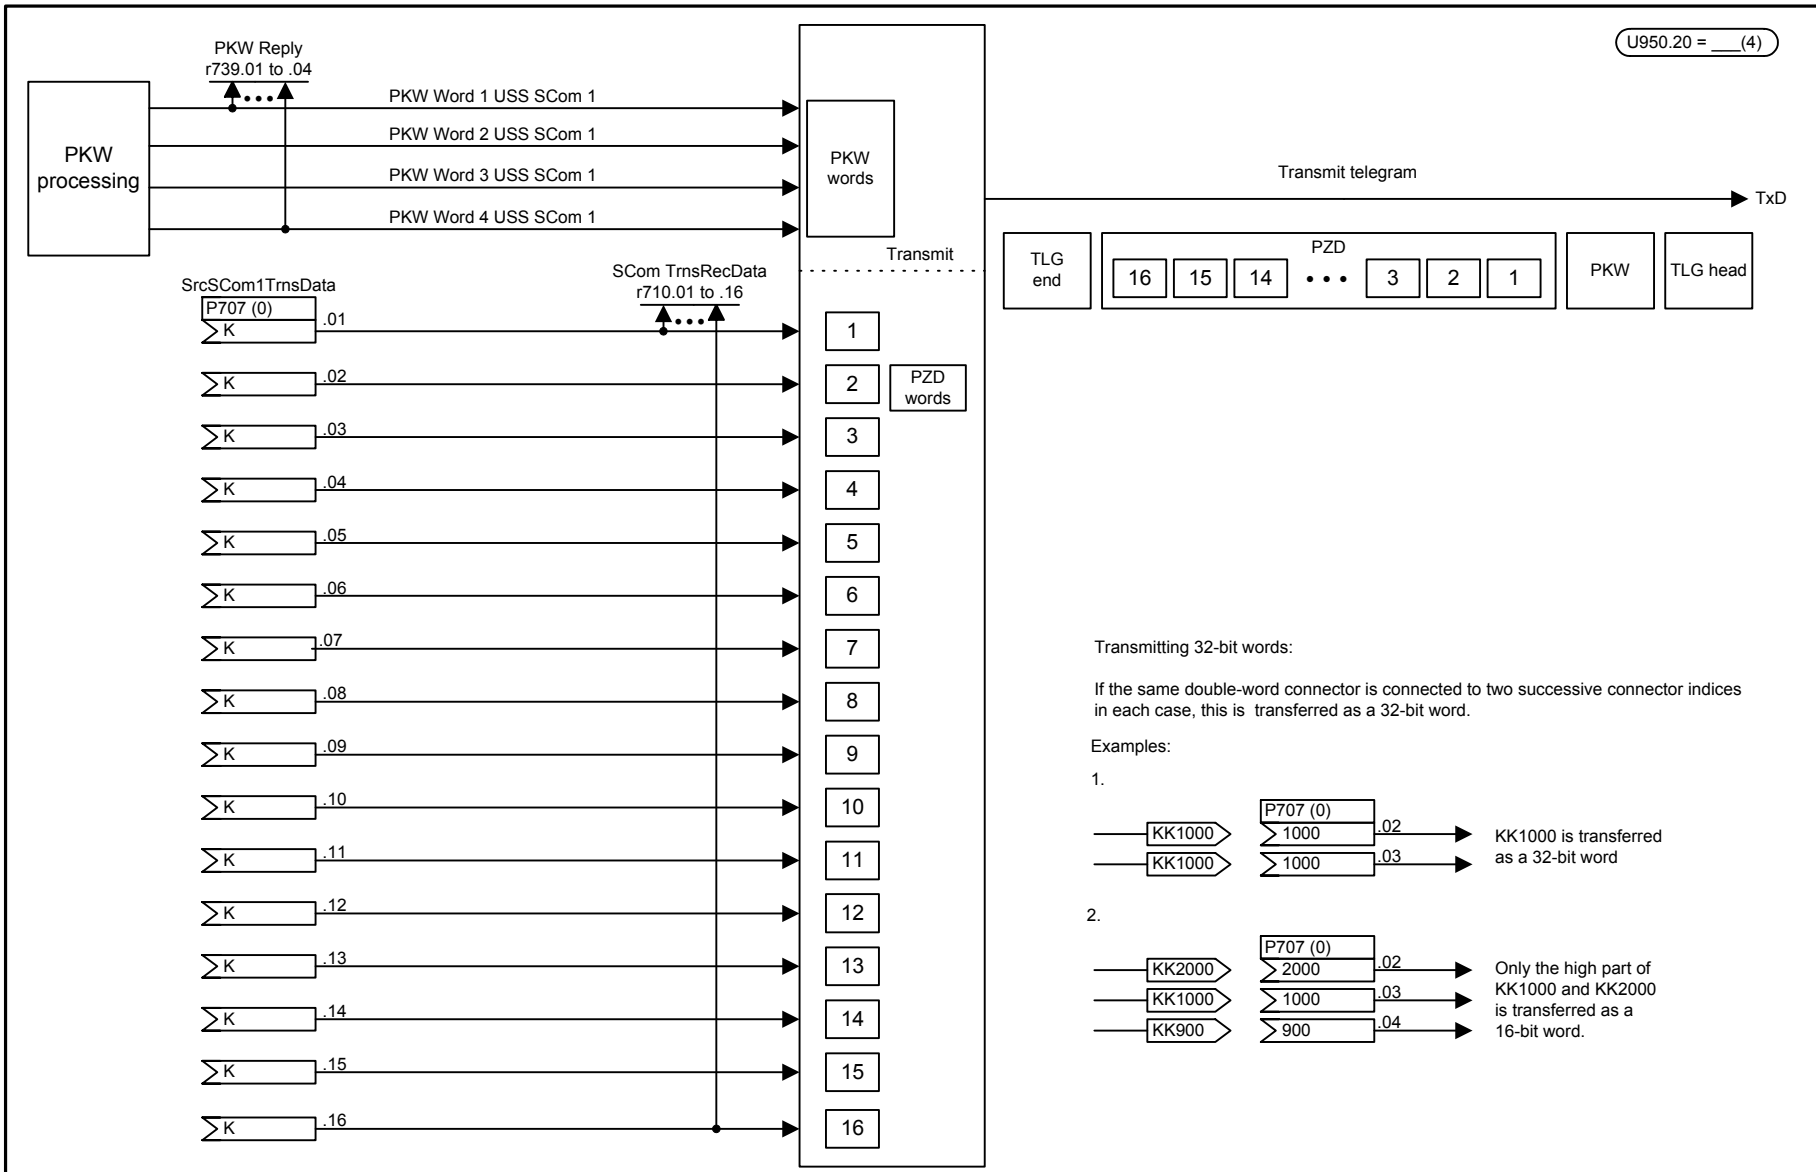 U950.20 = ___(4)
PKW Reply
r739.01 to .04
PKW
processing
PKW Word 1 USS SCom 1
PKW Word 2 USS SCom 1
PKW Word 3 USS SCom 1
PKW Word 4 USS SCom 1
PKW
words
Transmit
Transmit telegram
TxD
TLG
end
PZD
16 15 14 • • • 3 2 1
PKW
TLG head
SrcSCom1TrnsData
P707 (0)
SCom TrnsRecData
r710.01 to .16
K .01 1
K .02 2
PZD
words
K .03 3
K .04 4
K .05 5
K .06 6
K .07 7
K .08 8
K .09 9
K .10 10
K .11 11
K .12 12
K .13 13
K .14 14
K .15 15
K .16 16
Transmitting 32-bit words:
If the same double-word connector is connected to two successive connector indices
in each case, this is transferred as a 32-bit word.
Examples:
1.
P707 (0)
KK1000 1000 .02
KK1000 1000 .03
KK1000 is transferred
as a 32-bit word
2.
P707 (0)
KK2000 2000 .02
KK1000 1000 .03
KK900 900 .04
Only the high part of
KK1000 and KK2000
is transferred as a
16-bit word.